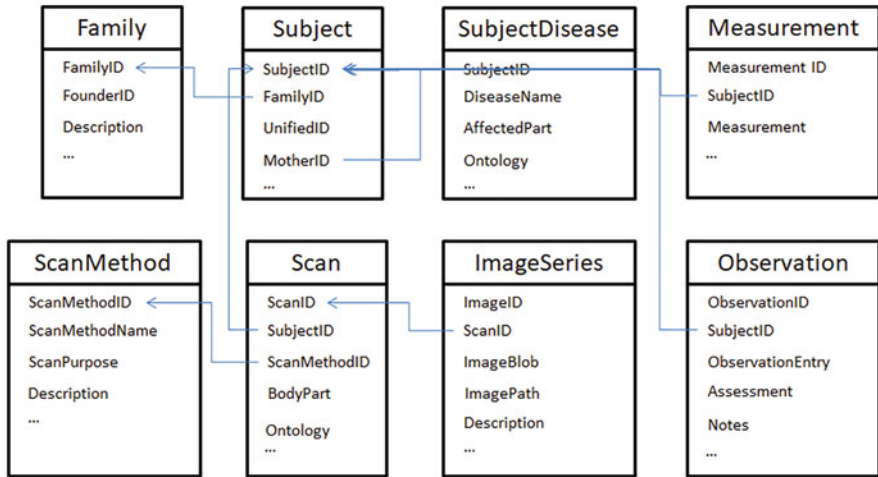 Family
FamilyID
FounderID
Description
...
Subject
SubjectID
FamilyID
UnifiedID
MotherID
...
SubjectDisease
SubjectID
DiseaseName
AffectedPart
Ontology
...
Measurement
Measurement ID
SubjectID
Measurement
...
ScanMethod
ScanMethodID
ScanMethodName
ScanPurpose
Description
...
Scan
ScanID
SubjectID
ScanMethodID
BodyPart
Ontology
...
ImageSeries
ImageID
ScanID
ImageBlob
ImagePath
Description
...
Observation
ObservationID
SubjectID
ObservationEntry
Assessment
Notes
...